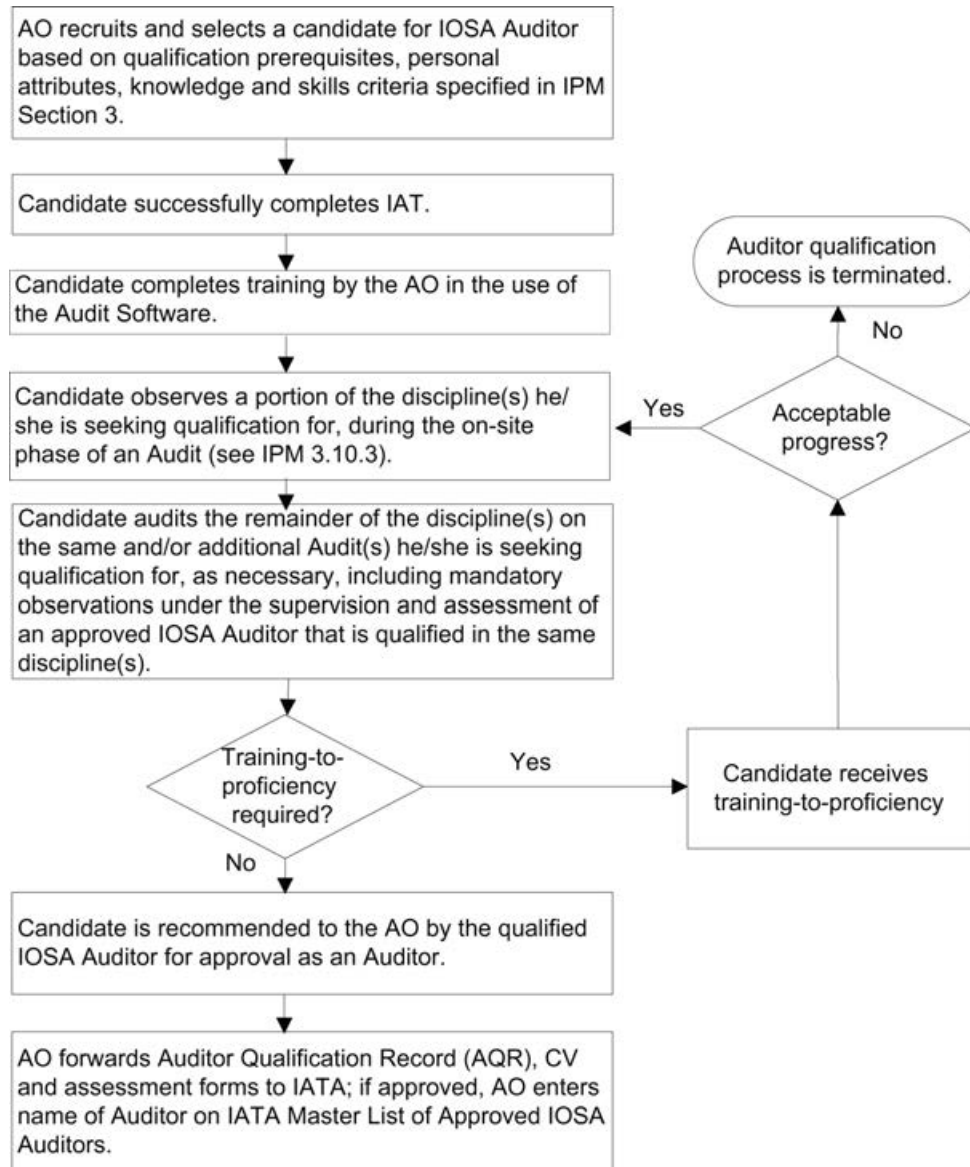 AO recruits and selects a candidate for IOSA Auditor
based on qualification prerequisites, personal
attributes, knowledge and skills criteria specified in IPM
Section 3.
Candidate successfully completes IAT.
Candidate completes training by the AO in the use of
the Audit Software.
Candidate observes a portion of the discipline(s) he/
she is seeking qualification for, during the on-site
phase of an Audit (see IPM 3.10.3).
Candidate audits the remainder of the discipline(s) on
the same and/or additional Audit(s) he/she is seeking
qualification for, as necessary, including mandatory
observations under the supervision and assessment of
an approved IOSA Auditor that is qualified in the same
discipline(s).
Training-to-
proficiency
required?
Yes
Candidate receives
training-to-proficiency
Acceptable
progress?
Yes
No
Auditor qualification
process is terminated.
No
Candidate is recommended to the AO by the qualified
IOSA Auditor for approval as an Auditor.
AO forwards Auditor Qualification Record (AQR), CV
and assessment forms to IATA; if approved, AO enters
name of Auditor on IATA Master List of Approved IOSA
Auditors.